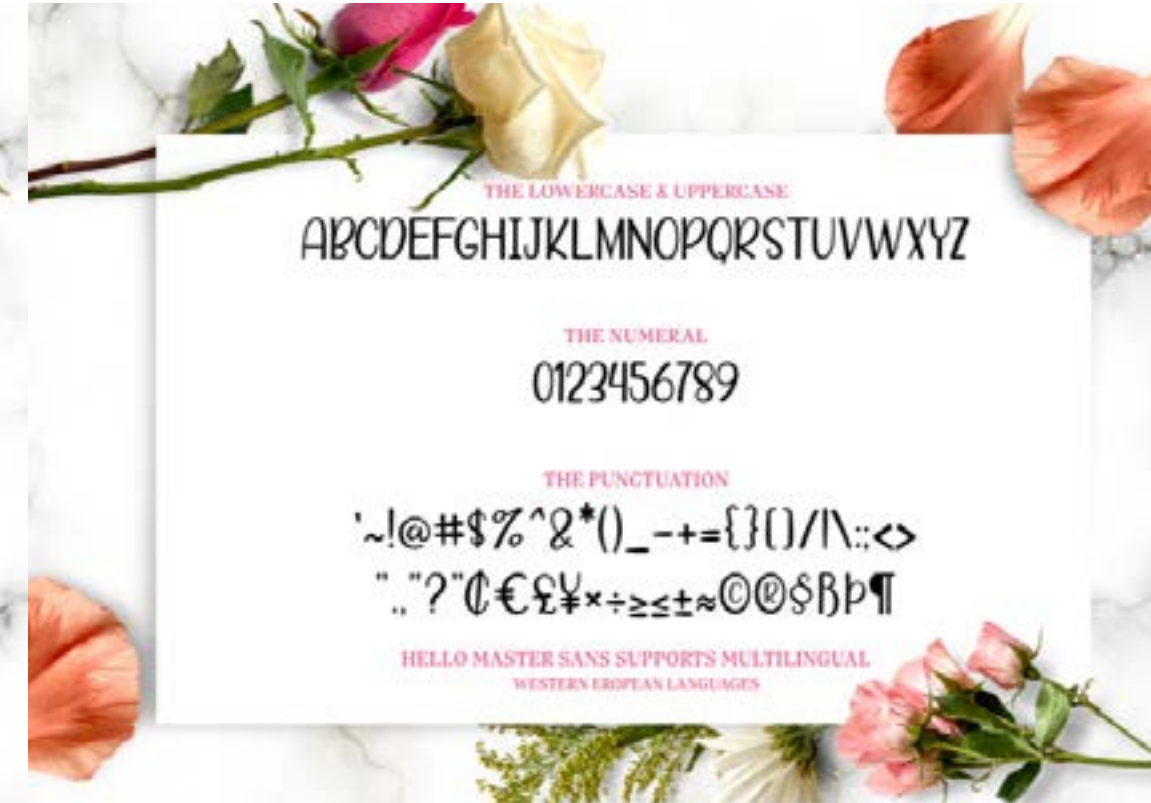 THE LOWERCASE & UPPERCASE
ABCDEFGHIJKLMNOPQRSTUVWXYZ
THE NUMERAL
0123456789
THE PUNCTUATION
'~!@#$%^&*()_-+={}[]/|\:;<>
".,"?"₵€£¥×÷≥≤±≈©®$ßÞ¶
HELLO MASTER SANS SUPPORTS MULTILINGUAL
WESTERN EROPEAN LANGUAGES